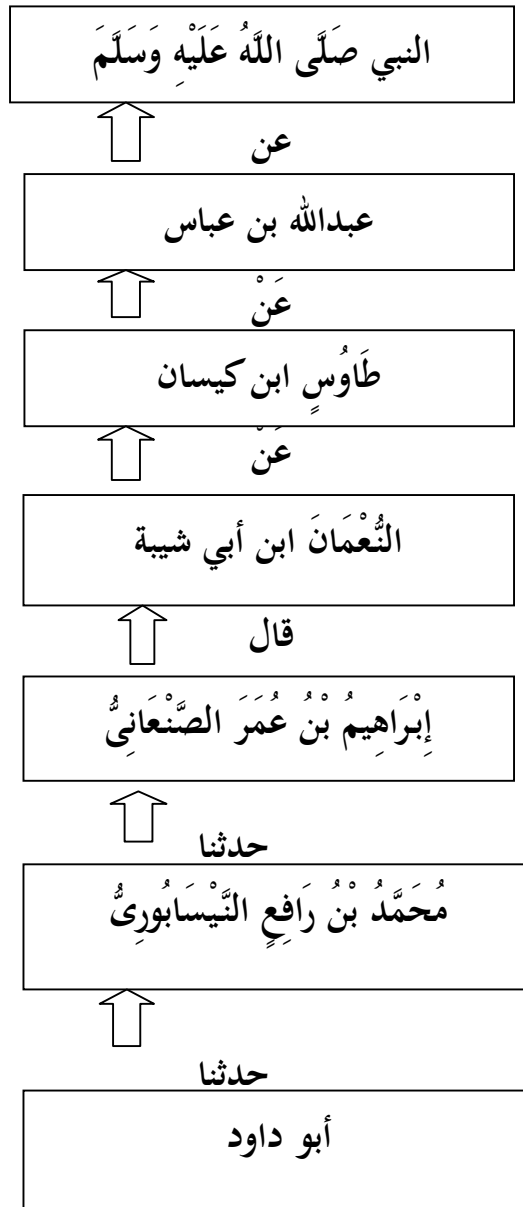 النبي صَلَّى اللَّهُ عَلَيْهِ وَسَلَّمَ
عن
عبدالله بن عباس
عَنْ
طَاوُسٍ ابن كيسان
عَنْ
النُّعْمَانَ ابن أبي شيبة
قال
إِبْرَاهِيمُ بْنُ عُمَرَ الصَّنْعَانِىُّ
حدثنا
مُحَمَّدُ بْنُ رَافِعٍ النَّيْسَابُورِىُّ
حدثنا
أبو داود